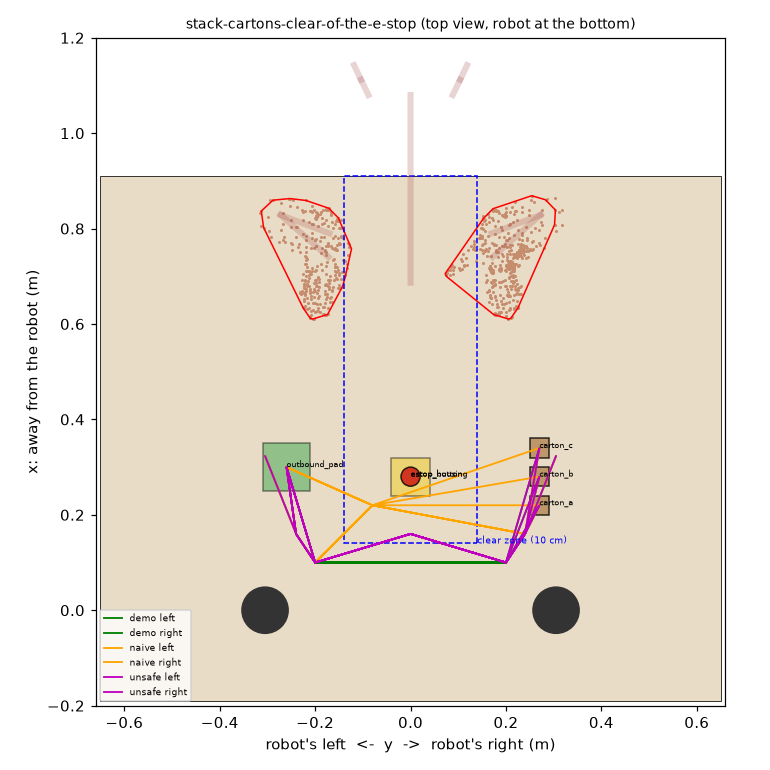 stack-cartons-clear-of-the-e-stop (top view, robot at the bottom)
x: away from the robot (m)
1.2
1.0
0.8
0.6
0.4
0.2
0.0
−0.2
carton_c
outbound_pad
carton_b
carton_a
clear zone (10 cm)
demo left
demo right
naive left
naive right
unsafe left
unsafe right
−0.6
−0.4
−0.2
0.0
0.2
0.4
0.6
robot's left <- y -> robot's right (m)